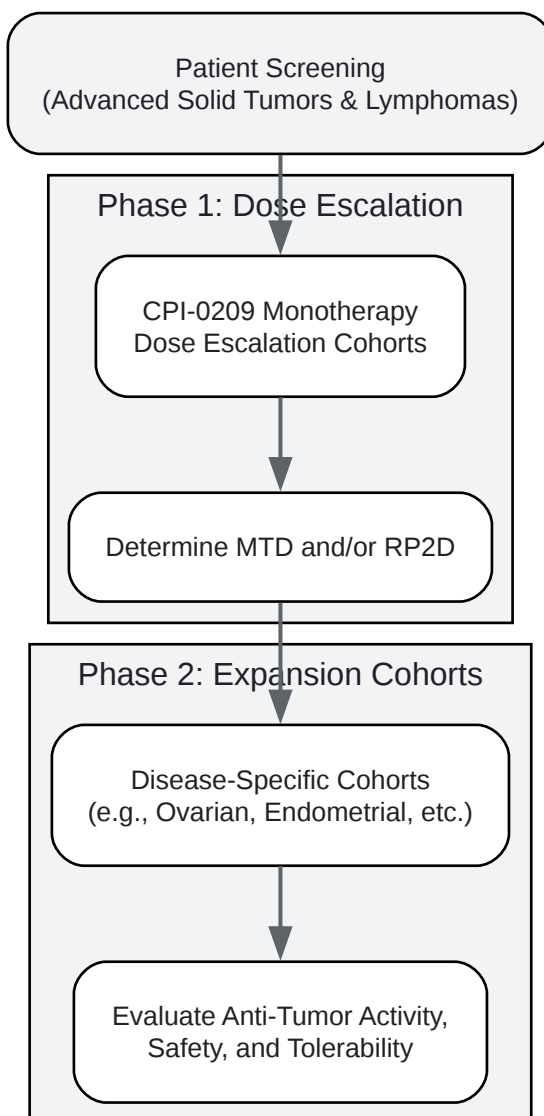 Patient Screening
(Advanced Solid Tumors & Lymphomas)
Phase 1: Dose Escalation
CPI-0209 Monotherapy
Dose Escalation Cohorts
Determine MTD and/or RP2D
Phase 2: Expansion Cohorts
Disease-Specific Cohorts
(e.g., Ovarian, Endometrial, etc.)
Evaluate Anti-Tumor Activity,
Safety, and Tolerability